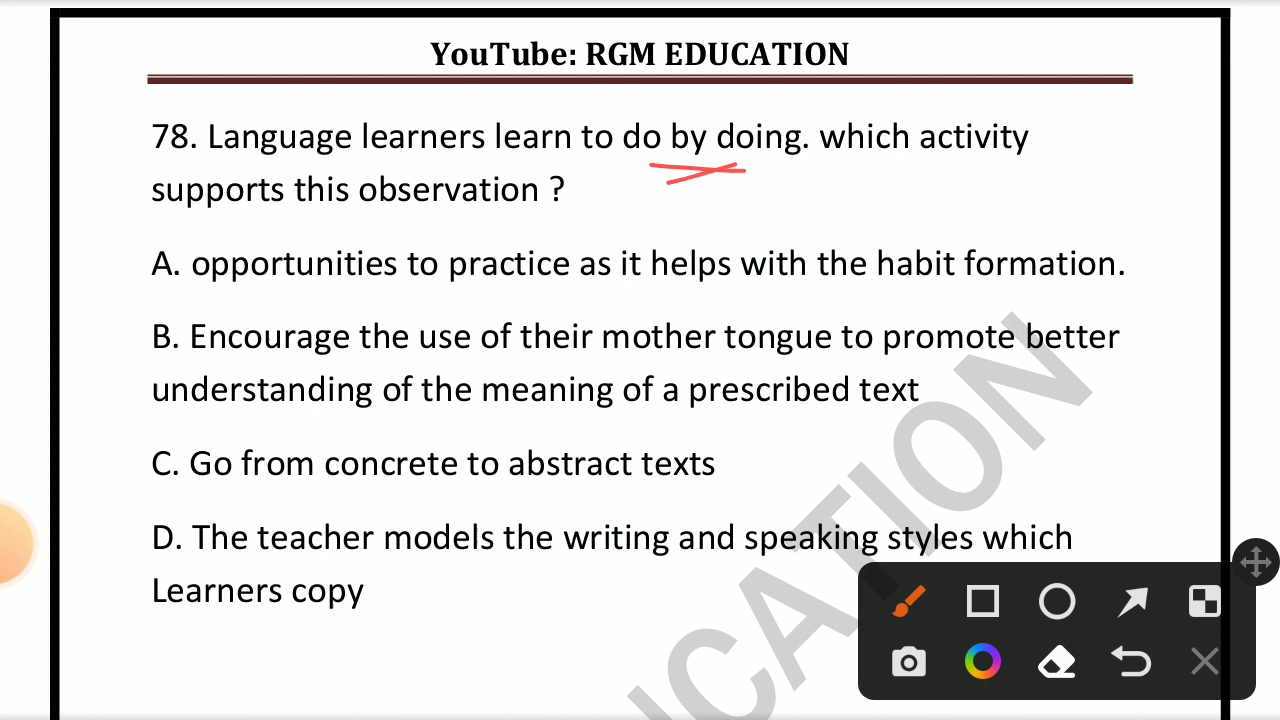 YouTube: RGM EDUCATION
78. Language learners learn to do by doing. which activity
supports this observation ?
A. opportunities to practice as it helps with the habit formation.
B. Encourage the use of their mother tongue to promote better
understanding of the meaning of a prescribed text
C. Go from concrete to abstract texts
D. The teacher models the writing and speaking styles which
Learners copy